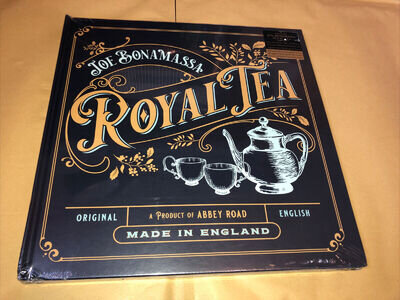 JOE BONAMASSA
ROYAL TEA
ORIGINAL
A PRODUCT OF ABBEY ROAD
ENGLISH
MADE IN ENGLAND